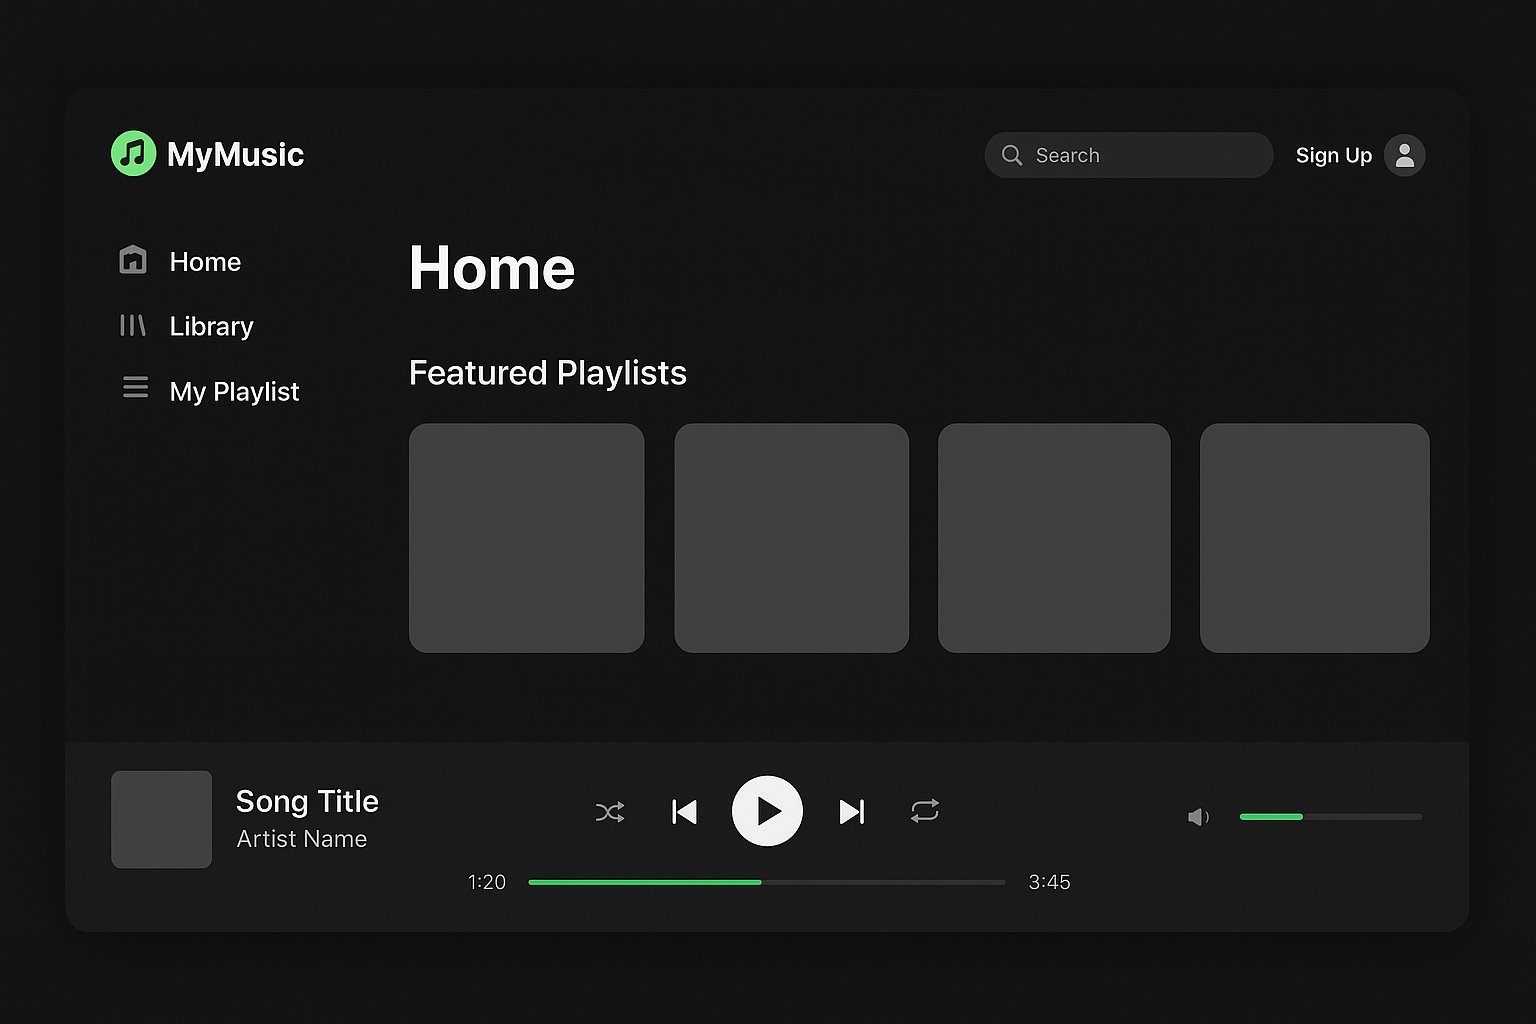 MyMusic
Search
Sign Up
Home
Library
My Playlist
Home
Featured Playlists
Song Title
Artist Name
1:20
3:45